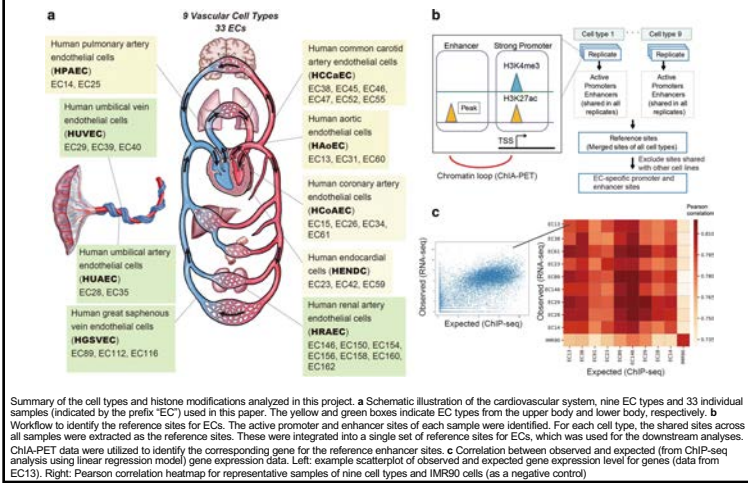 a
9 Vascular Cell Types
33 ECs
Human pulmonary artery
endothelial cells
(HPAEC)
EC14, EC25
Human umbilical vein
endothelial cells
(HUVEC)
EC29, EC39, EC40
Human umbilical artery
endothelial cells
(HUAEC)
EC28, EC35
Human great saphenous
vein endothelial cells
(HGSVEC)
EC89, EC112, EC116
Human common carotid
artery endothelial cells
(HCCaEC)
EC38, EC45, EC46,
EC47, EC52, EC55
Human aortic
endothelial cells
(HAoEC)
EC13, EC31, EC60
Human coronary artery
endothelial cells
(HCoAEC)
EC15, EC26, EC34,
EC61
Human endocardial
cells (HENDC)
EC23, EC42, EC59
Human renal artery
endothelial cells
(HRAEC)
EC146, EC150, EC154,
EC156, EC158, EC160,
EC162
b
Enhancer
Strong Promoter
H3K4me3
H3K27ac
Peak
TSS
Chromatin loop (ChIA-PET)
Cell type 1
Cell type 9
Replicate
Replicate
Active
Promoters
Enhancers
(shared in all
replicates)
Active
Promoters
Enhancers
(shared in all
replicates)
Reference sites
(Merged sites of all cell types)
Exclude sites shared
with other cell lines
EC-specific promoter and
enhancer sites
c
Observed (RNA-seq)
Expected (ChIP-seq)
Observed (RNA-seq)
Expected (ChIP-seq)
Pearson
correlation
IMR90
IMR90
Summary of the cell types and histone modifications analyzed in this project. a Schematic illustration of the cardiovascular system, nine EC types and 33 individual
samples (indicated by the prefix "EC") used in this paper. The yellow and green boxes indicate EC types from the upper body and lower body, respectively. b
Workflow to identify the reference sites for ECs. The active promoter and enhancer sites of each sample were identified. For each cell type, the shared sites across
all samples were extracted as the reference sites. These were integrated into a single set of reference sites for ECs, which was used for the downstream analyses.
ChIA-PET data were utilized to identify the corresponding gene for the reference enhancer sites. c Correlation between observed and expected (from ChIP-seq
analysis using linear regression model) gene expression data. Left: example scatterplot of observed and expected gene expression level for genes (data from
EC13). Right: Pearson correlation heatmap for representative samples of nine cell types and IMR90 cells (as a negative control)